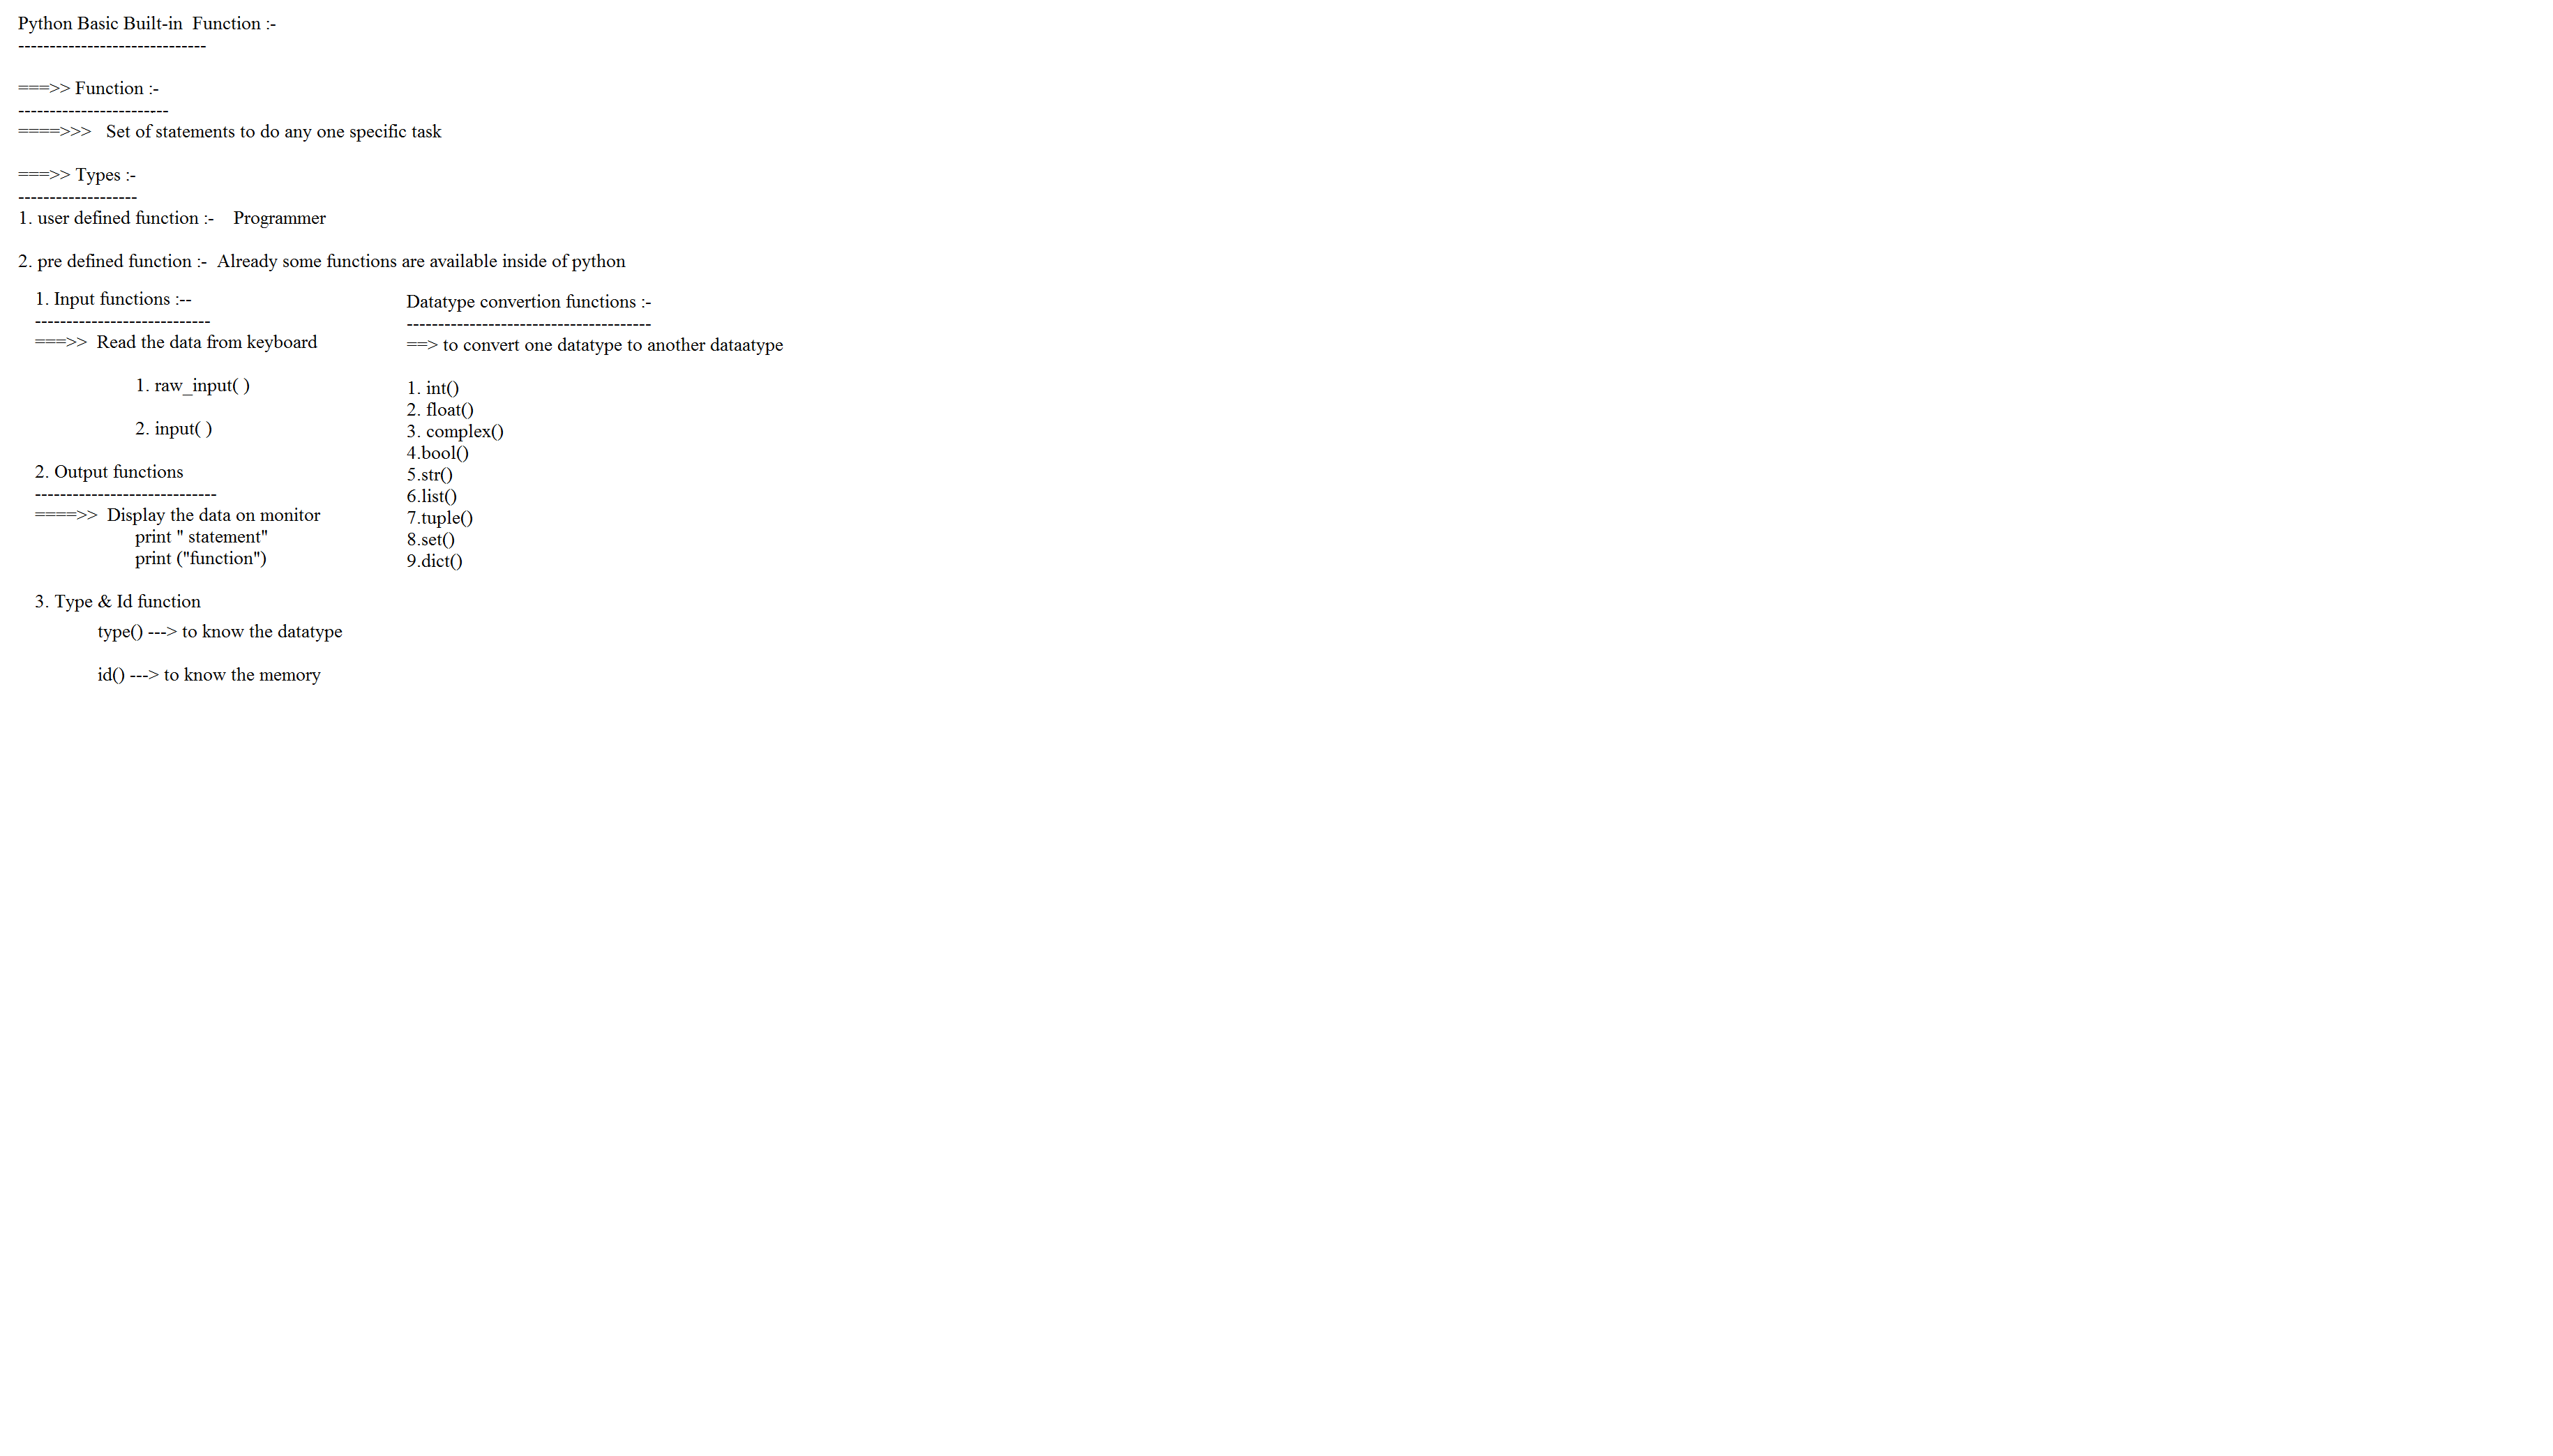 Python Basic Built-in  Function :-
------------------------------
===>> Function :-
------------------------
====>>>   Set of statements to do any one specific task
===>> Types :-
-------------------
1. user defined function :-    Programmer
2. pre defined function :-  Already some functions are available inside of python
1. Input functions :--
----------------------------
===>>  Read the data from keyboard
1. raw_input( )
2. input( )
2. Output functions
-----------------------------
====>>  Display the data on monitor
print " statement"
print ("function")
3. Type & Id function
type() ---> to know the datatype
id() ---> to know the memory
Datatype convertion functions :-
---------------------------------------
==> to convert one datatype to another dataatype
1. int()
2. float()
3. complex()
4.bool()
5.str()
6.list()
7.tuple()
8.set()
9.dict()